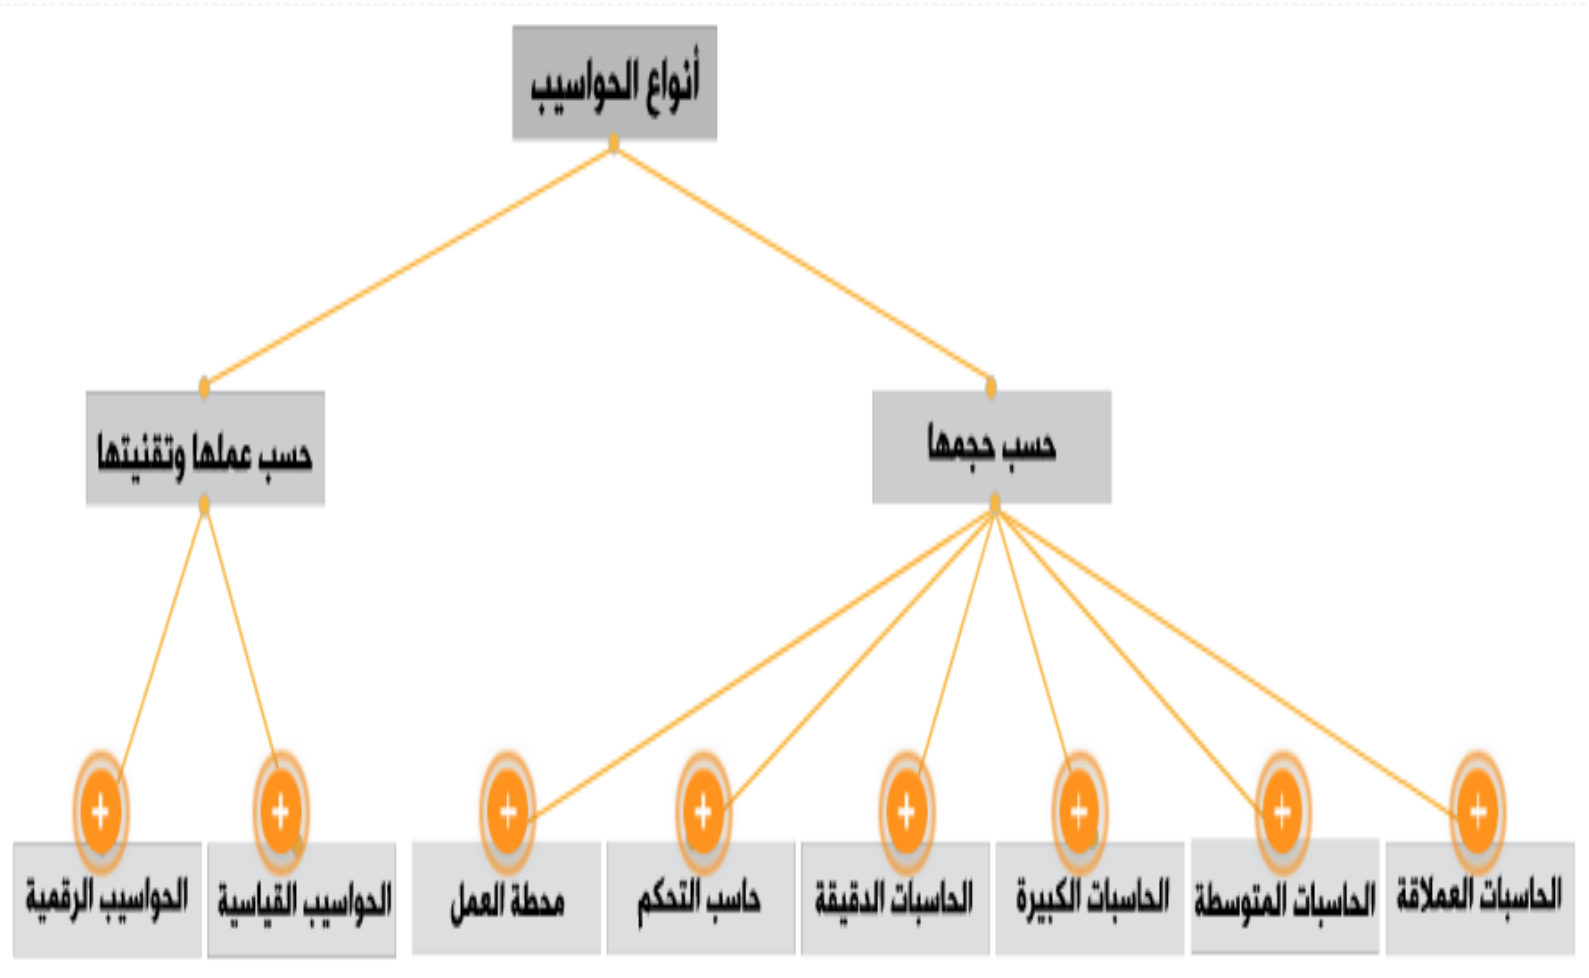 أنواع الحواسيب
حسب حجمها
حسب عملها وتقنيتها
الحاسبات العملاقة
الحاسبات المتوسطة
الحاسبات الكبيرة
الحاسبات الدقيقة
حاسب التحكم
محطة العمل
الحواسيب القياسية
الحواسيب الرقمية